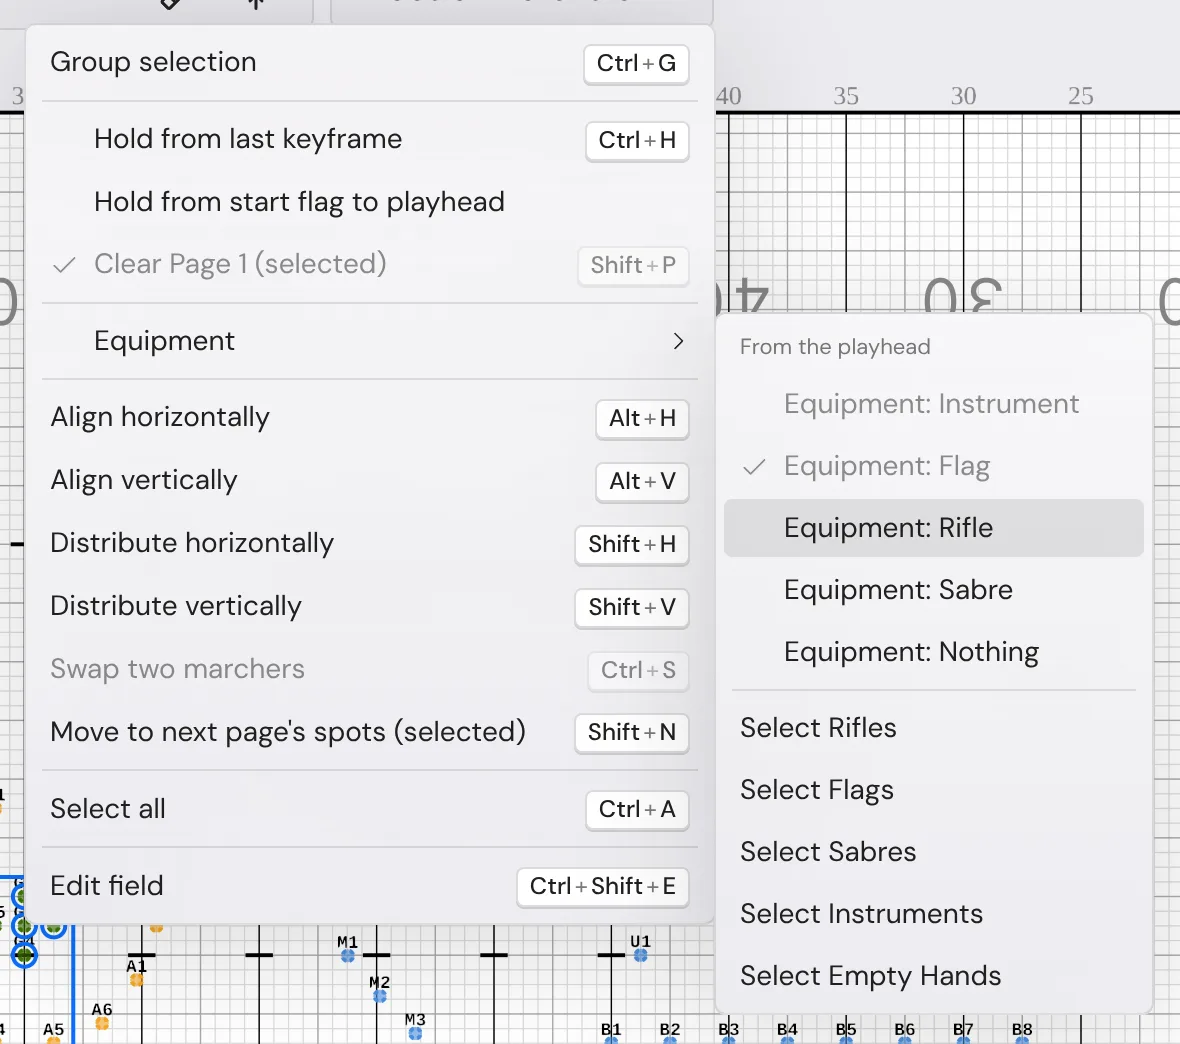 Group selection Ctrl+G
40 35 30 25
Hold from last keyframe Ctrl+H
Hold from start flag to playhead
Clear Page 1 (selected) Shift+P
40 30
Equipment
From the playhead
Equipment: Instrument
Equipment: Flag
Equipment: Rifle
Equipment: Sabre
Equipment: Nothing
Select Rifles
Select Flags
Select Sabres
Select Instruments
Select Empty Hands
Align horizontally Alt+H
Align vertically Alt+V
Distribute horizontally Shift+H
Distribute vertically Shift+V
Swap two marchers Ctrl+S
Move to next page's spots (selected) Shift+N
Select all Ctrl+A
Edit field Ctrl+Shift+E
M1 U1
A1
M2
A6
M3
A5 B1 B2 B3 B4 B5 B6 B7 B8